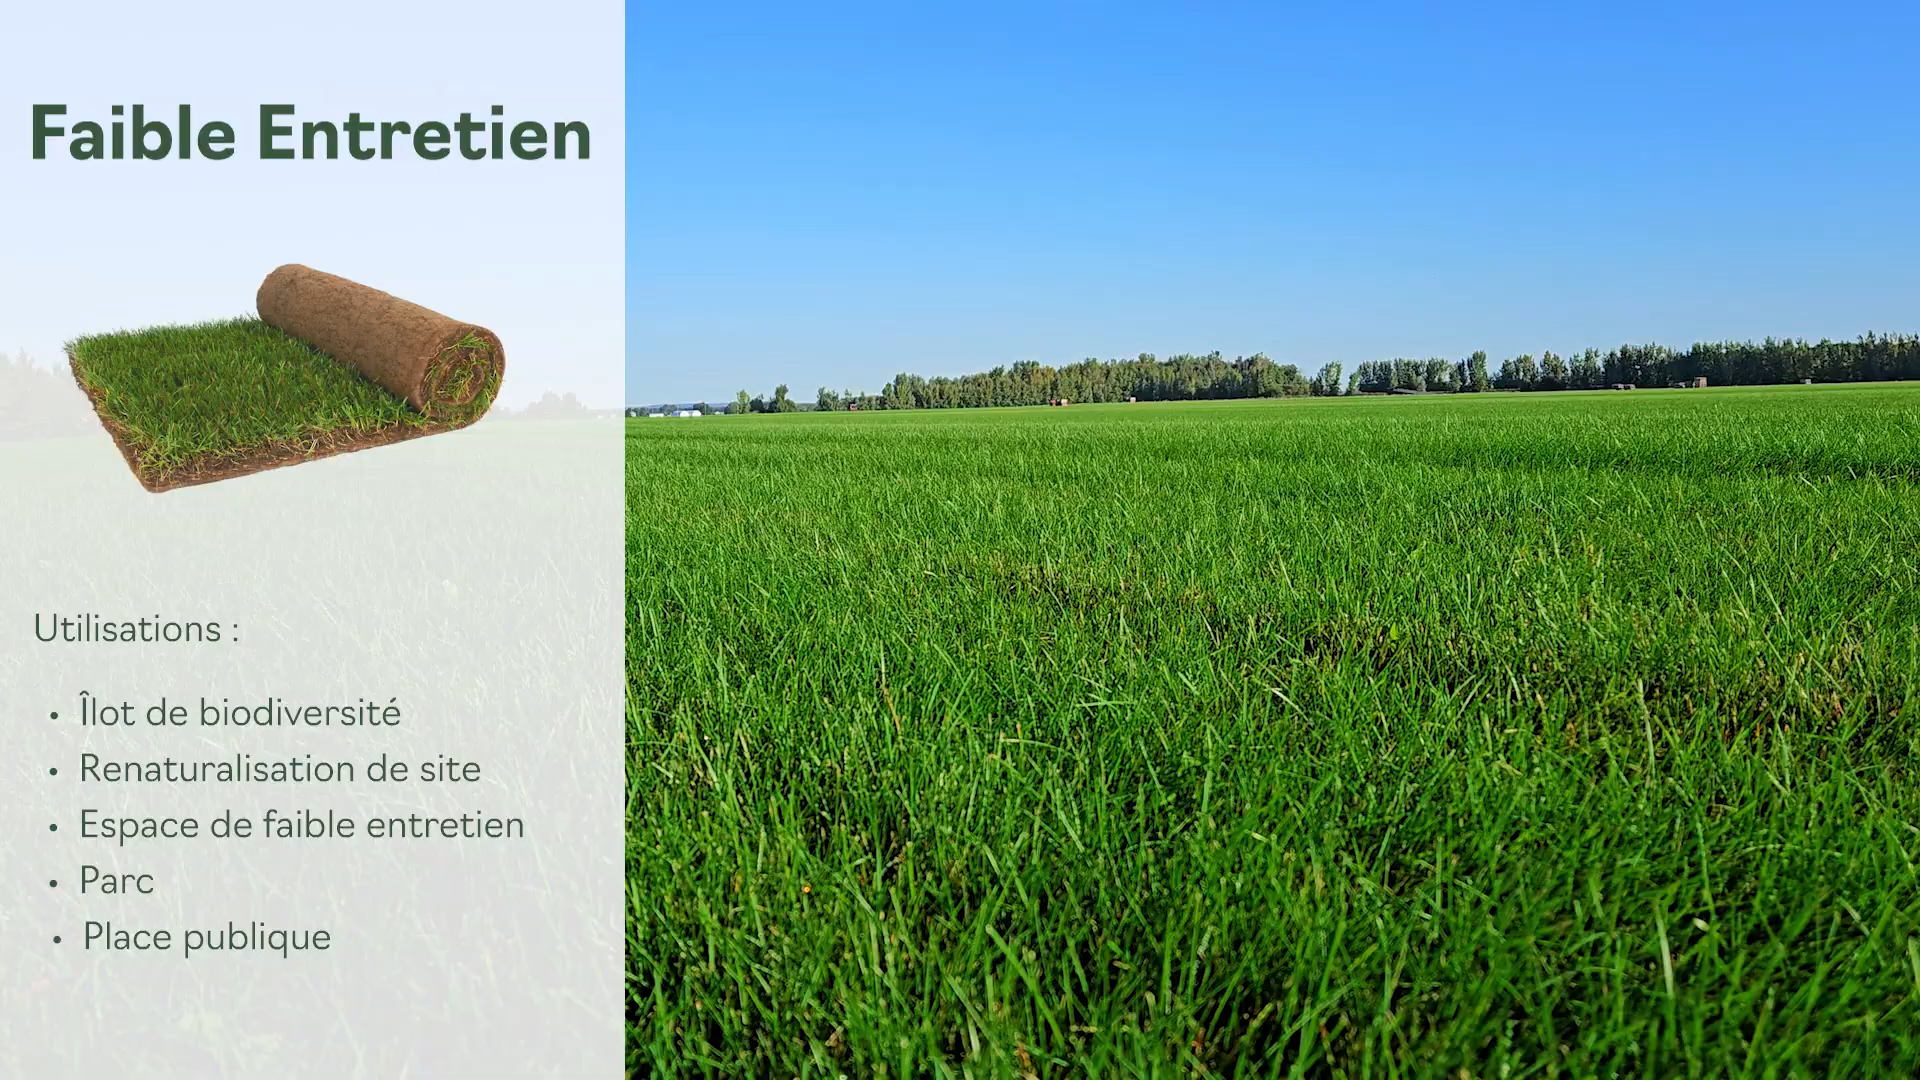 Faible Entretien
Utilisations :
• Îlot de biodiversité
• Renaturalisation de site
• Espace de faible entretien
• Parc
• Place publique